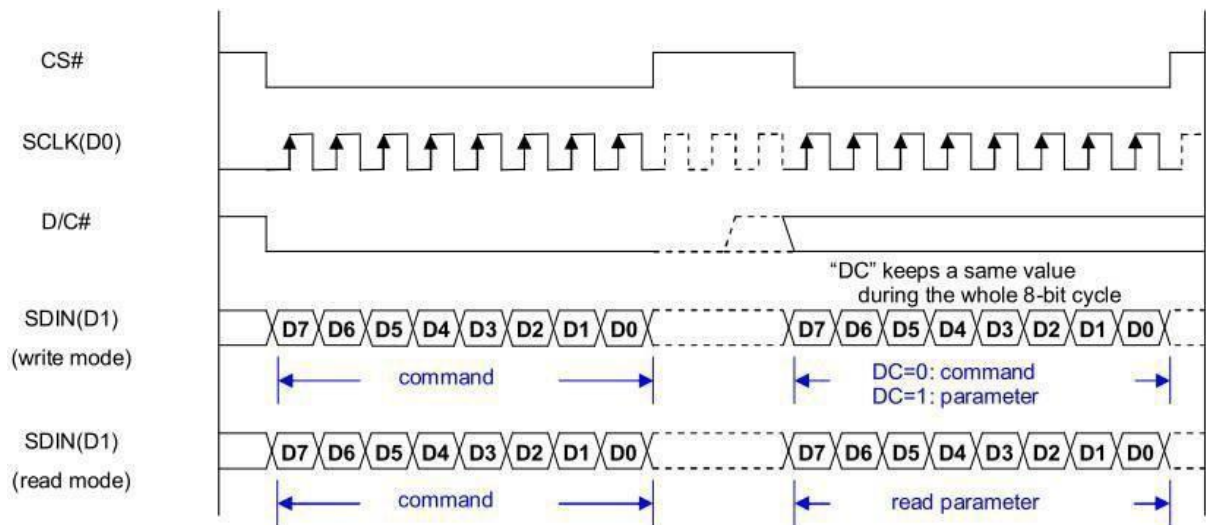 CS#
SCLK(D0)
D/C#
“DC” keeps a same value
during the whole 8-bit cycle
SDIN(D1)
(write mode)
D7 D6 D5 D4 D3 D2 D1 D0 D7 D6 D5 D4 D3 D2 D1 D0
command
DC=0: command
DC=1: parameter
SDIN(D1)
(read mode)
D7 D6 D5 D4 D3 D2 D1 D0 D7 D6 D5 D4 D3 D2 D1 D0
command read parameter